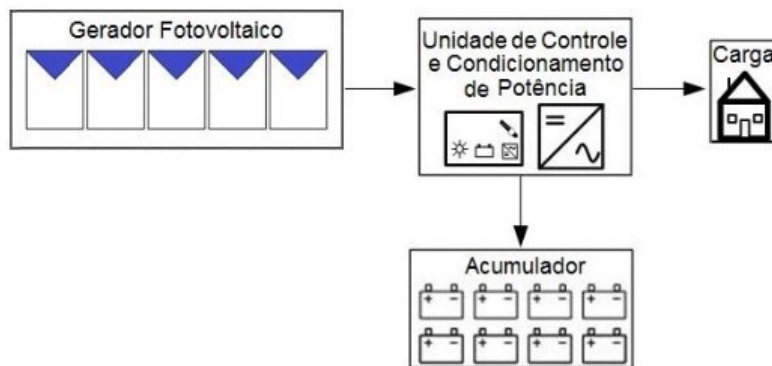 Gerador Fotovoltaico
Unidade de Controle
e Condicionamento
de Potência
Carga
Acumulador